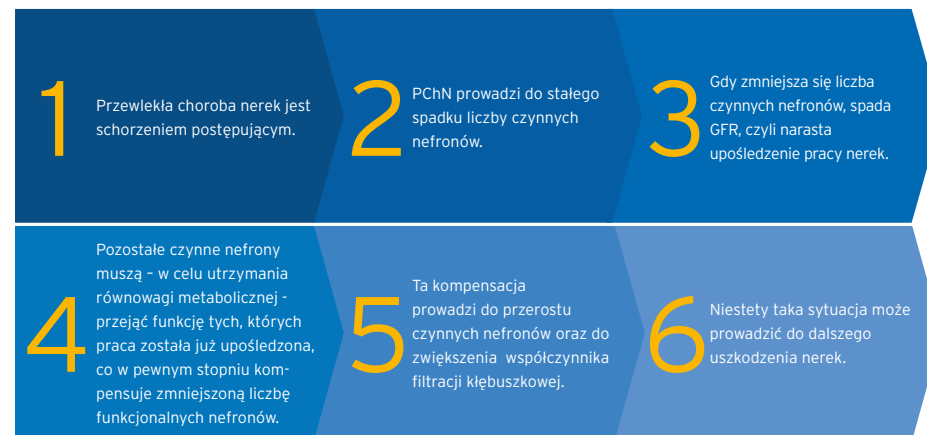 1
Przewlekła choroba nerek jest
schorzeniem postępującym.
2
PChN prowadzi do stałego
spadku liczby czynnych
nefronów.
3
Gdy zmniejsza się liczba
czynnych nefronów, spada
GFR, czyli narasta
upośledzenie pracy nerek.
4
Pozostałe czynne nefrony
muszą – w celu utrzymania
równowagi metabolicznej -
przejąć funkcję tych, których
praca została już upośledzona,
co w pewnym stopniu kom-
pensuje zmniejszoną liczbę
funkcjonalnych nefronów.
5
Ta kompensacja
prowadzi do przerostu
czynnych nefronów oraz do
zwiększenia współczynnika
filtracji kłębuszkowej.
6
Niestety taka sytuacja może
prowadzić do dalszego
uszkodzenia nerek.